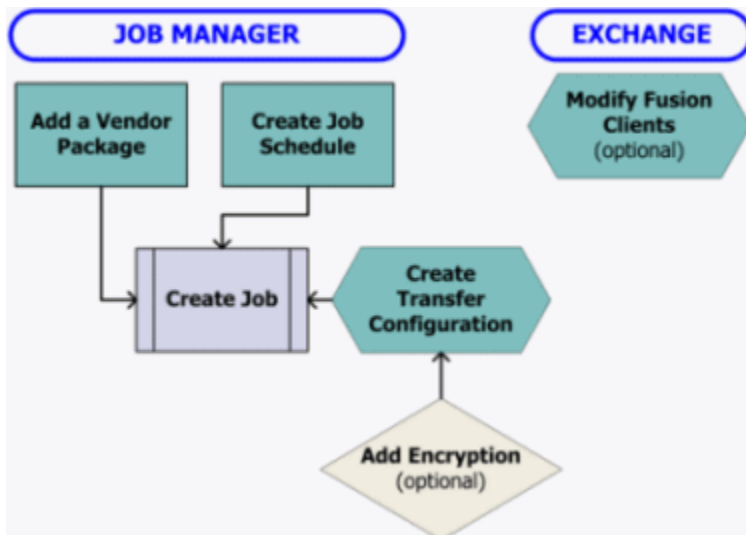 JOB MANAGER
EXCHANGE
Add a Vendor
Package
Create Job
Schedule
Modify Fusion
Clients
(optional)
Create Job
Create
Transfer
Configuration
Add Encryption
(optional)